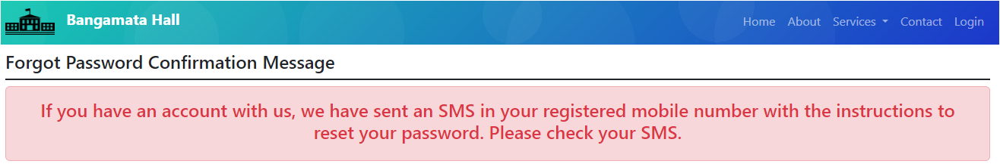 Bangamata Hall
Home About Services Contact Login
Forgot Password Confirmation Message
If you have an account with us, we have sent an SMS in your registered mobile number with the instructions to
reset your password. Please check your SMS.